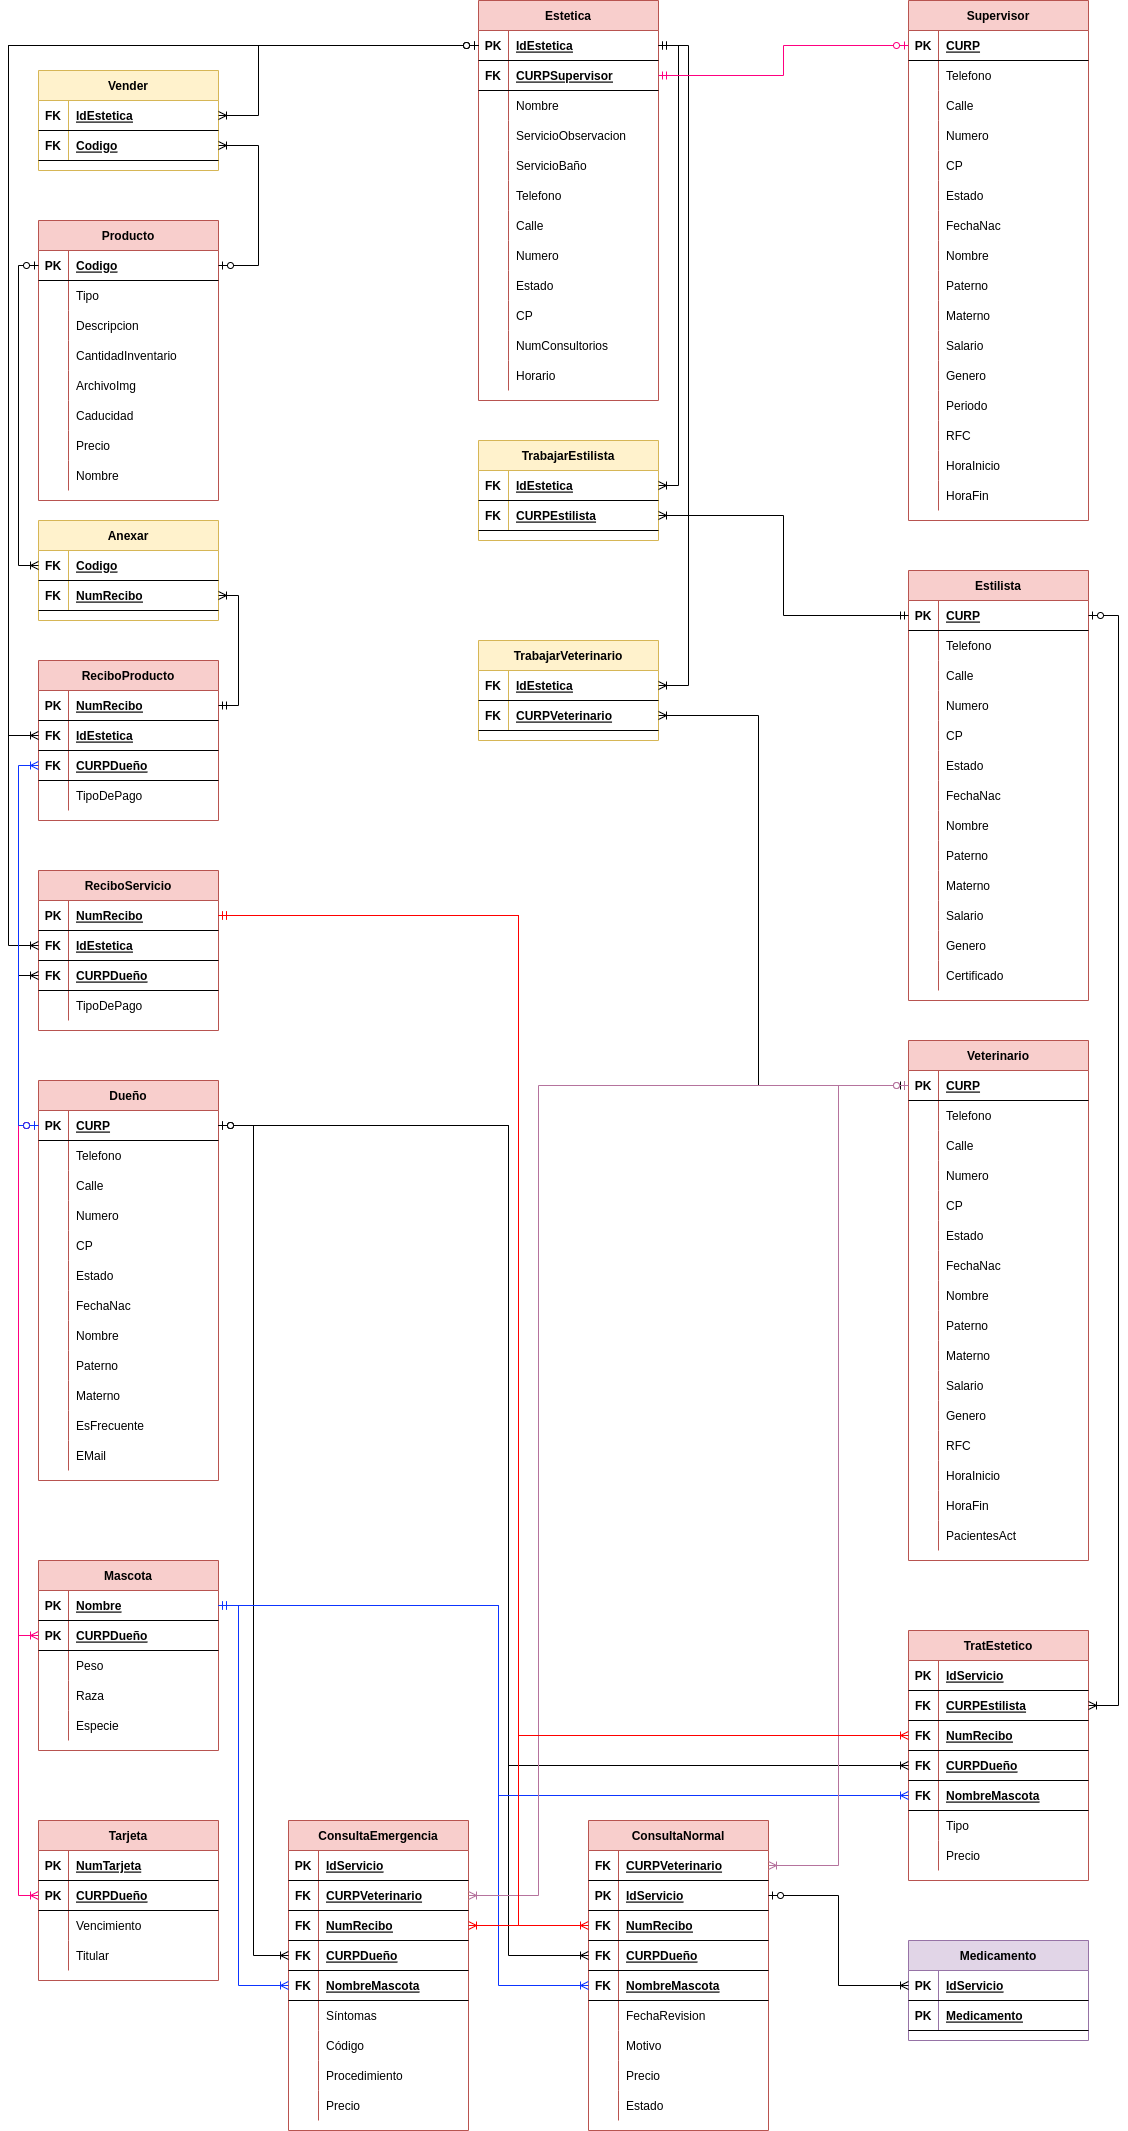 Estetica
PK IdEstetica
FK CURPSupervisor
Nombre
ServicioObservacion
ServicioBaño
Telefono
Calle
Numero
Estado
CP
NumConsultorios
Horario
Supervisor
PK CURP
Telefono
Calle
Numero
CP
Estado
FechaNac
Nombre
Paterno
Materno
Salario
Genero
Periodo
RFC
HoraInicio
HoraFin
Vender
FK IdEstetica
FK Codigo
Producto
PK Codigo
Tipo
Descripcion
CantidadInventario
ArchivoImg
Caducidad
Precio
Nombre
TrabajarEstilista
FK IdEstetica
FK CURPEstilista
Anexar
FK Codigo
FK NumRecibo
Estilista
PK CURP
Telefono
Calle
Numero
CP
Estado
FechaNac
Nombre
Paterno
Materno
Salario
Genero
Certificado
TrabajarVeterinario
FK IdEstetica
FK CURPVeterinario
ReciboProducto
PK NumRecibo
FK IdEstetica
FK CURPDueño
TipoDePago
ReciboServicio
PK NumRecibo
FK IdEstetica
FK CURPDueño
TipoDePago
Veterinario
PK CURP
Telefono
Calle
Numero
CP
Estado
FechaNac
Nombre
Paterno
Materno
Salario
Genero
RFC
HoraInicio
HoraFin
PacientesAct
Dueño
PK CURP
Telefono
Calle
Numero
CP
Estado
FechaNac
Nombre
Paterno
Materno
EsFrecuente
EMail
Mascota
PK Nombre
PK CURPDueño
Peso
Raza
Especie
TratEstetico
PK IdServicio
FK CURPEstilista
FK NumRecibo
FK CURPDueño
FK NombreMascota
Tipo
Precio
Tarjeta
PK NumTarjeta
PK CURPDueño
Vencimiento
Titular
ConsultaEmergencia
PK IdServicio
FK CURPVeterinario
FK NumRecibo
FK CURPDueño
FK NombreMascota
Síntomas
Código
Procedimiento
Precio
ConsultaNormal
FK CURPVeterinario
PK IdServicio
FK NumRecibo
FK CURPDueño
FK NombreMascota
FechaRevision
Motivo
Precio
Estado
Medicamento
PK IdServicio
PK Medicamento